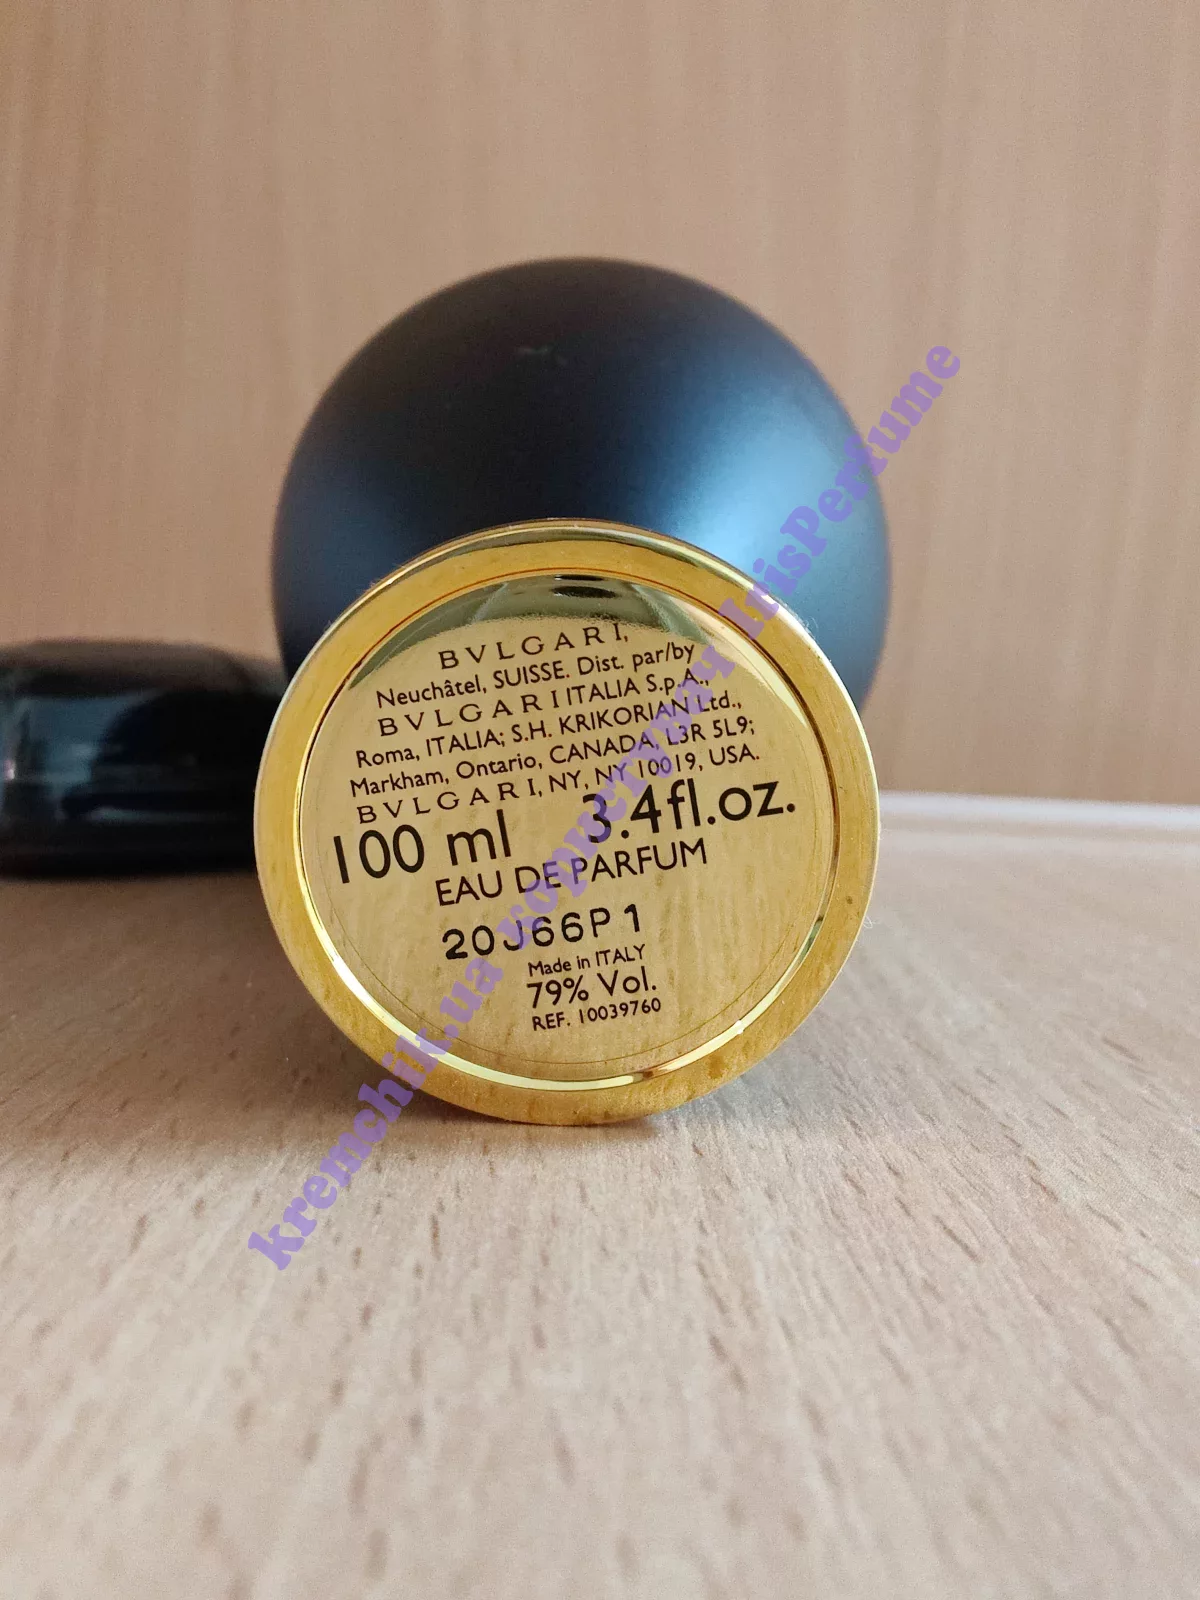 BVLGARI,
Neuchâtel, SUISSE. Dist. par/by
BVLGARI ITALIA S.p.A.,
Roma, ITALIA; S.H. KRIKORIAN Ltd.,
Markham, Ontario, CANADA, L3R 5L9;
BVLGARI, NY, NY 10019, USA.
100 ml 3.4fl.oz.
EAU DE PARFUM
20J66P1
Made in ITALY
79% Vol.
REF. 10039760
kremchik.ua користувач IrisPerfume